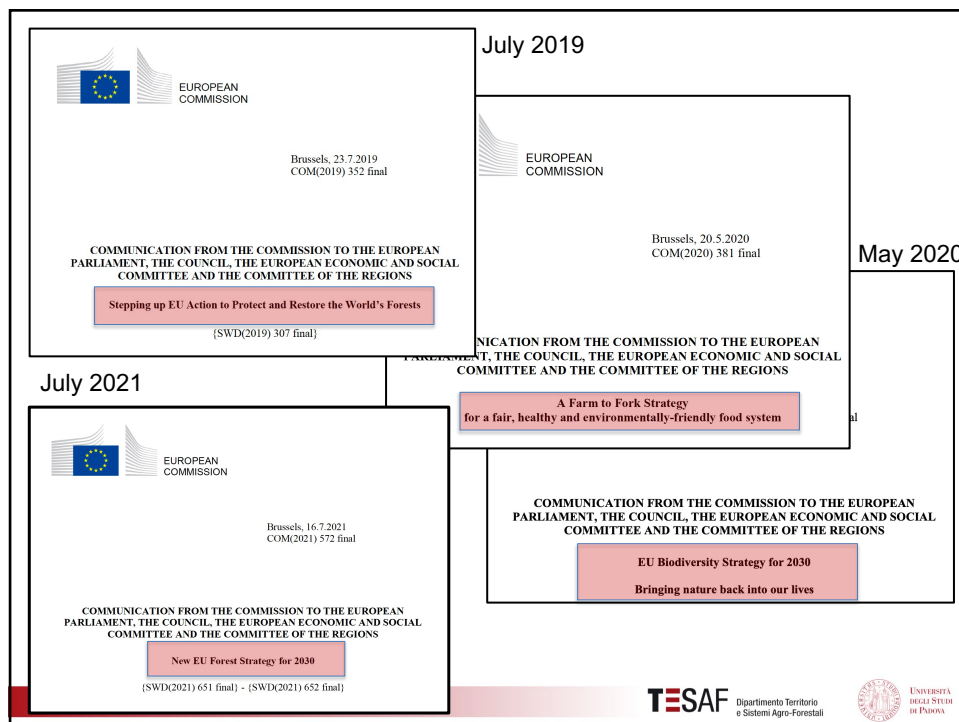 July 2019
EUROPEAN
COMMISSION
Brussels, 23.7.2019
COM(2019) 352 final
COMMUNICATION FROM THE COMMISSION TO THE EUROPEAN
PARLIAMENT, THE COUNCIL, THE EUROPEAN ECONOMIC AND SOCIAL
COMMITTEE AND THE COMMITTEE OF THE REGIONS
Stepping up EU Action to Protect and Restore the World's Forests
{SWD(2019) 307 final}
EUROPEAN
COMMISSION
Brussels, 20.5.2020
COM(2020) 381 final
NICATION FROM THE COMMISSION TO THE EUROPEAN
PARLIAMENT, THE COUNCIL, THE EUROPEAN ECONOMIC AND SOCIAL
COMMITTEE AND THE COMMITTEE OF THE REGIONS
A Farm to Fork Strategy
for a fair, healthy and environmentally-friendly food system
May 2020
al
COMMUNICATION FROM THE COMMISSION TO THE EUROPEAN
PARLIAMENT, THE COUNCIL, THE EUROPEAN ECONOMIC AND SOCIAL
COMMITTEE AND THE COMMITTEE OF THE REGIONS
EU Biodiversity Strategy for 2030
Bringing nature back into our lives
July 2021
EUROPEAN
COMMISSION
Brussels, 16.7.2021
COM(2021) 572 final
COMMUNICATION FROM THE COMMISSION TO THE EUROPEAN
PARLIAMENT, THE COUNCIL, THE EUROPEAN ECONOMIC AND SOCIAL
COMMITTEE AND THE COMMITTEE OF THE REGIONS
New EU Forest Strategy for 2030
{SWD(2021) 651 final} - {SWD(2021) 652 final}
TESAF Dipartimento Territorio
e Sistemi Agro-Forestali
UNIVERSITÀ
DEGLI STUDI
DI PADOVA